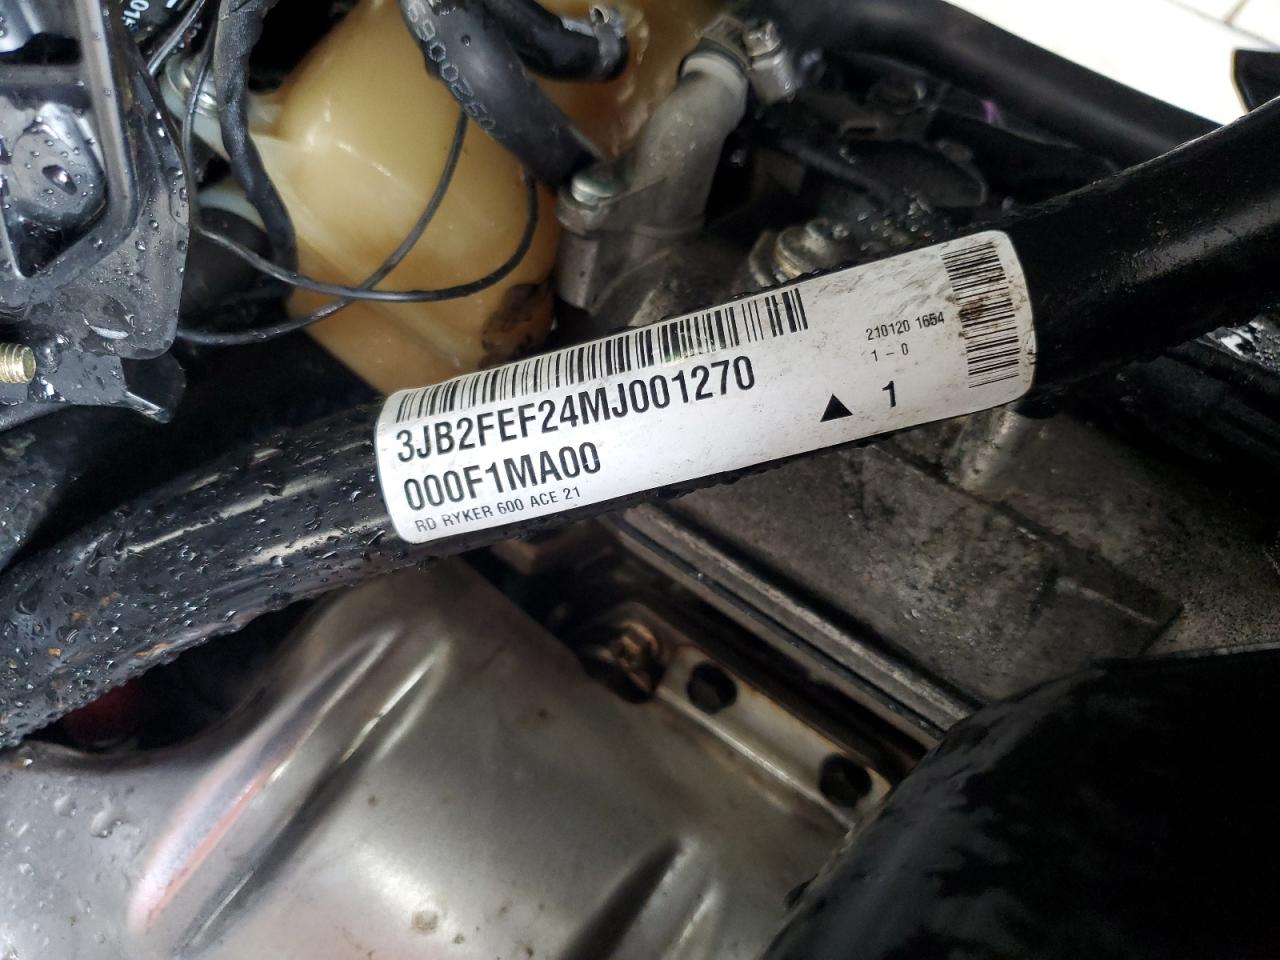 3JB2FEF24MJ001270
000F1MA00
RD RYKER 600 ACE 21
210120 1654
1 - 0
▲ 1